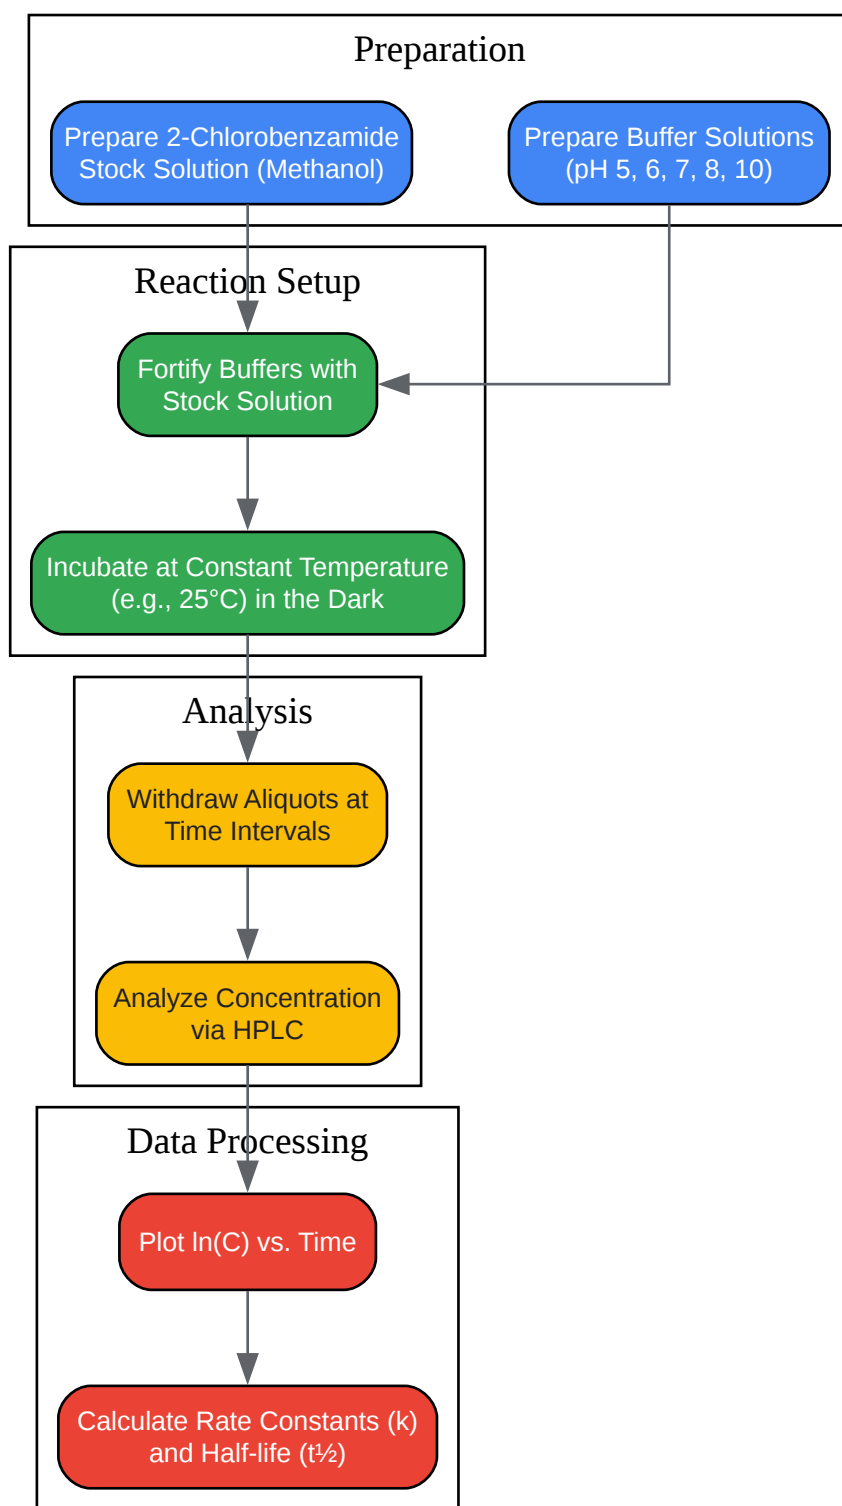 Preparation
Prepare 2-Chlorobenzamide
Stock Solution (Methanol)
Prepare Buffer Solutions
(pH 5, 6, 7, 8, 10)
Reaction Setup
Fortify Buffers with
Stock Solution
Incubate at Constant Temperature
(e.g., 25°C) in the Dark
Analysis
Withdraw Aliquots at
Time Intervals
Analyze Concentration
via HPLC
Data Processing
Plot ln(C) vs. Time
Calculate Rate Constants (k)
and Half-life (t½)